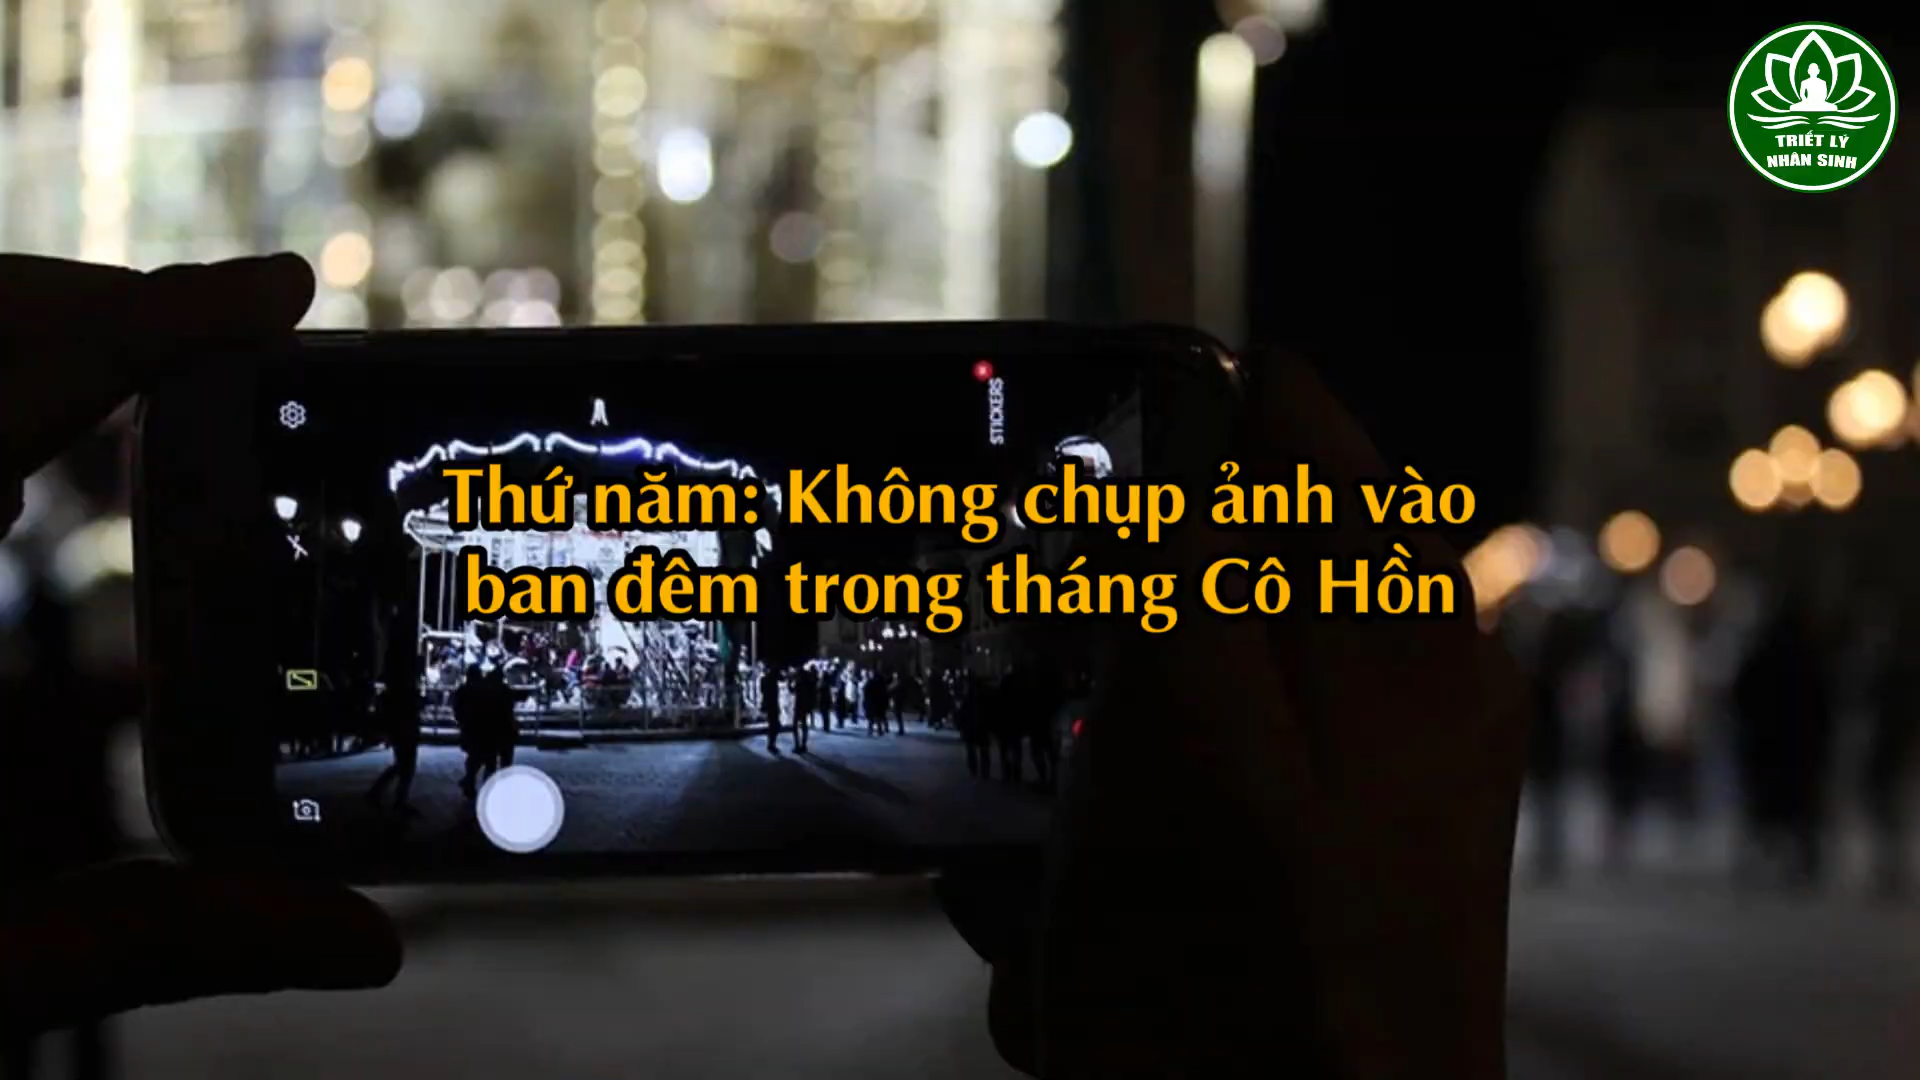 TRIẾT LÝ
NHÂN SINH
STICKERS
Thứ năm: Không chụp ảnh vào
ban đêm trong tháng Cô Hồn